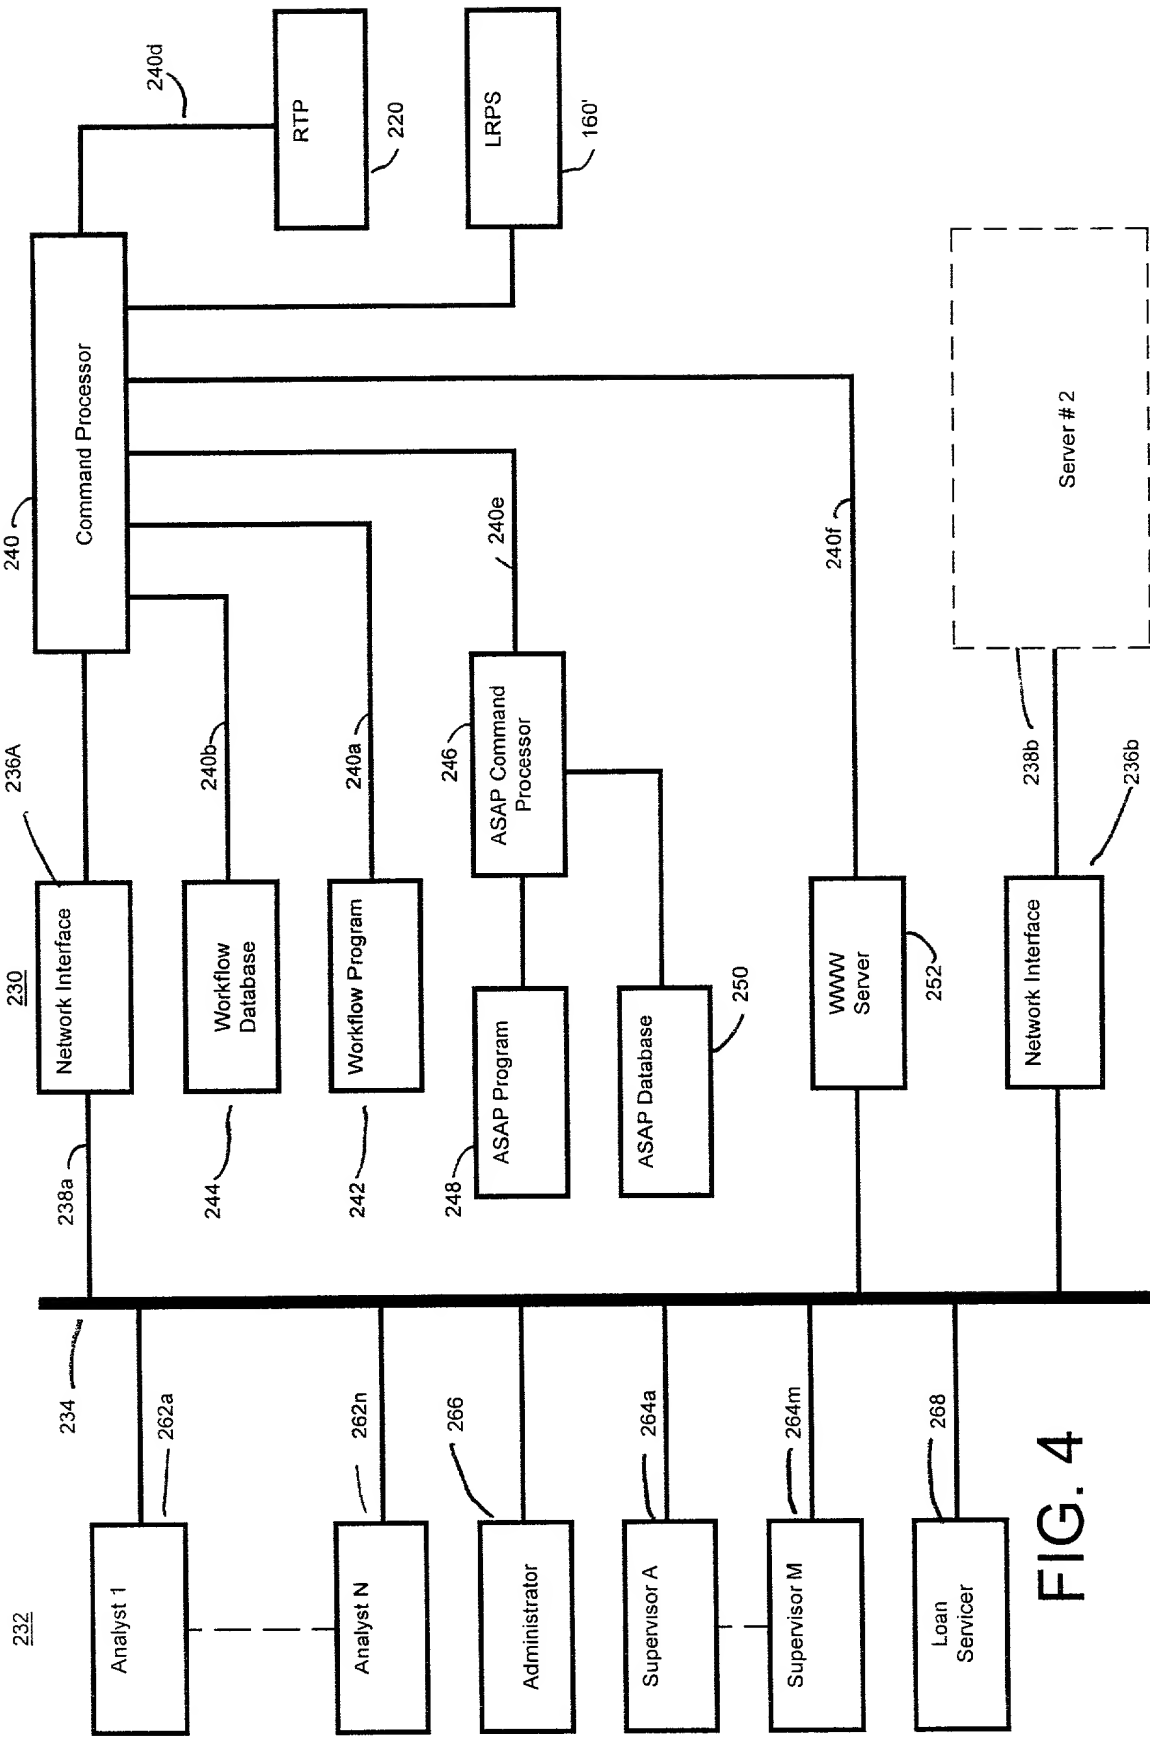 232
Analyst 1
262a
Analyst N
262n
Administrator
266
Supervisor A
264a
Supervisor M
264m
Loan
Servicer
268
234
230
238a
Network Interface
236A
Workflow
Database
244
240b
Workflow Program
242
240a
ASAP Program
248
ASAP Database
250
ASAP Command
Processor
246
240e
WWW
Server
252
240f
Network Interface
236b
238b
Server # 2
Command Processor
240
240d
RTP
220
LRPS
160'
FIG. 4